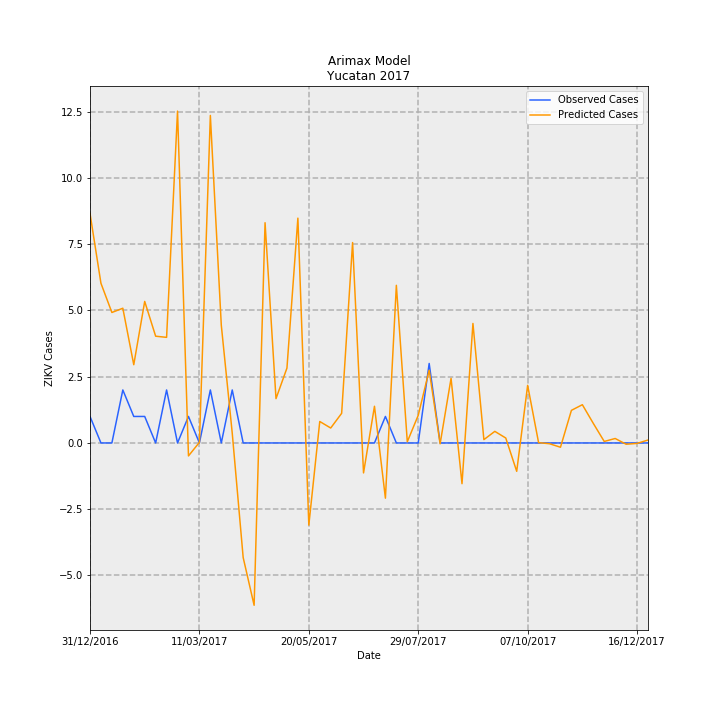 Arimax Model
Yucatan 2017
Observed Cases
Predicted Cases
12.5
10.0
7.5
5.0
2.5
0.0
−2.5
−5.0
ZIKV Cases
31/12/2016 11/03/2017 20/05/2017 29/07/2017 07/10/2017 16/12/2017
Date